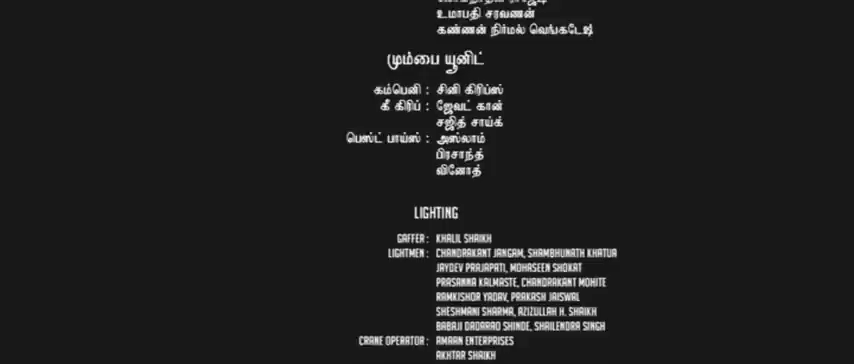 உமாபதி சரவணன்
கண்ணன் நிர்மல் வெங்கடேஷ்
மும்பை யூனிட்
கம்பெனி : சினி கிரிப்ஸ்
கீ கிரிப் : ஜேவட் கான்
சஜித் சாய்க்
பெஸ்ட் பாய்ஸ் : அஸ்லாம்
பிரசாந்த்
வினோத்
LIGHTING
GAFFER : KHALIL SHAIKH
LIGHTMEN : CHANDRAKANT JANGAM, SHAMBHUNATH KHATUA
JAYDEV PRAJAPATI, MOHASEEN SHOKAT
PRASANNA KALMASTE, CHANDRAKANT MOHITE
RAMKISHOR YADAV, PRAKASH JAISWAL
SHESHMANI SHARMA, AZIZULLAH H. SHAIKH
BABAJI DADARAO SHINDE, SHAILENDRA SINGH
CRANE OPERATOR : AMAAN ENTERPRISES
AKHTAR SHAIKH